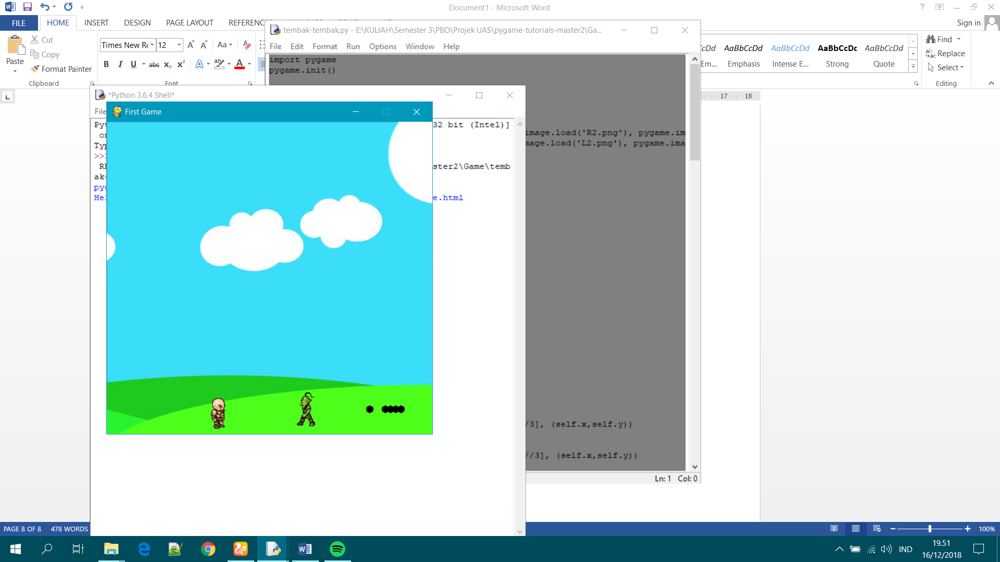 Document1 - Microsoft Word
FILE HOME INSERT DESIGN PAGE LAYOUT
Sign in
Cut
Copy
Format Painter
Paste
Clipboard
Times New Ro 12
Aa
B I U abc x₂ x² A A
Font
AaBbCcDd AaBbCcDd AaBbCcDc AaBbCcDd
Em... Emphasis Intense E... Strong Quote
Find
Replace
Select
Editing
17 18
tembak-tembak.py - E:\KULIAH\Semester 3\PBO\Projek UAS\pygame-tutorials-master2\Ga...
File Edit Format Run Options Window Help
import pygame
pygame.init()
image.load('R2.png'), pygame.im
mage.load('L2.png'), pygame.ima
/3], (self.x,self.y))
//3], (self.x,self.y))
Ln: 1 Col: 0
*Python 3.6.4 Shell*
File
First Game
32 bit (Intel)]
ster2\Game\temb
ak-
e.html
PAGE 8 OF 8 478 WORDS
100%
IND
19.51
16/12/2018